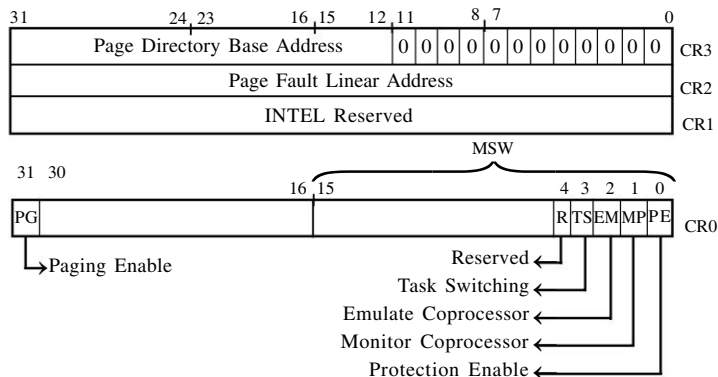 31 24 23 16 15 12 11 8 7 0
Page Directory Base Address 0 0 0 0 0 0 0 0 0 0 0 0 CR3
Page Fault Linear Address CR2
INTEL Reserved CR1
MSW
31 30 16 15 4 3 2 1 0
PG R TS EM MP PE CR0
Paging Enable
Reserved
Task Switching
Emulate Coprocessor
Monitor Coprocessor
Protection Enable